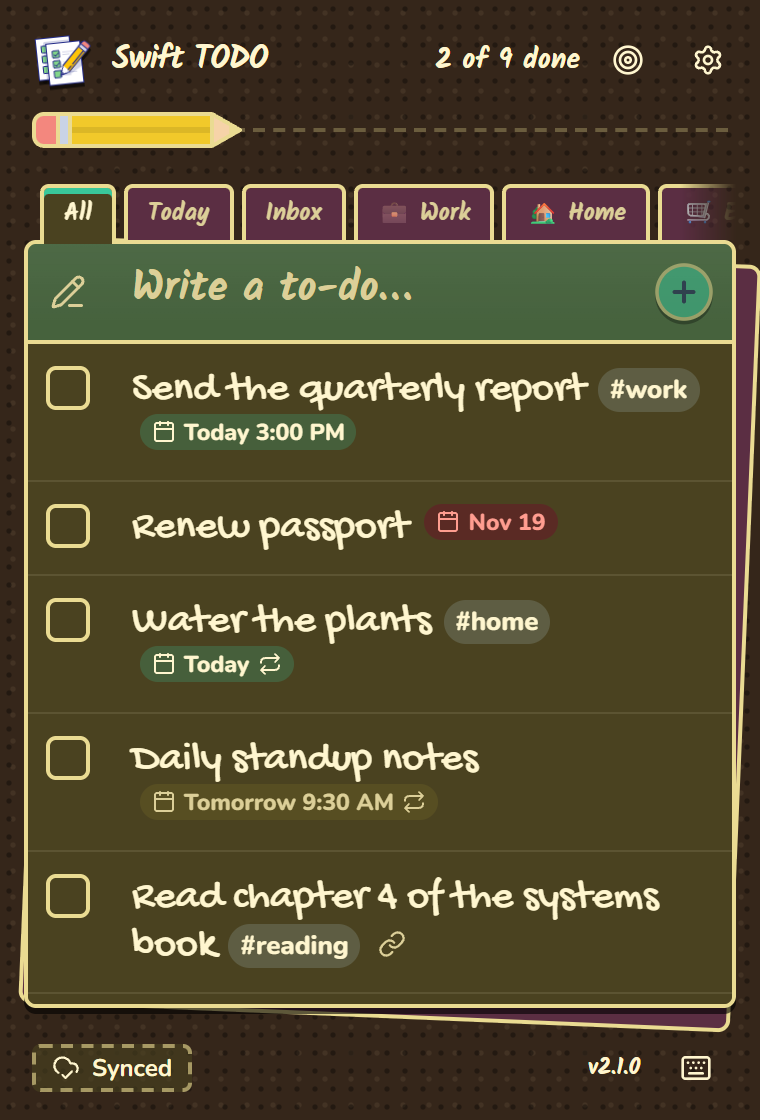 Swift TODO
2 of 9 done
All
Today
Inbox
Work
Home
Write a to-do...
Send the quarterly report #work
Today 3:00 PM
Renew passport Nov 19
Water the plants #home
Today
Daily standup notes
Tomorrow 9:30 AM
Read chapter 4 of the systems
book #reading
Synced
v2.1.0